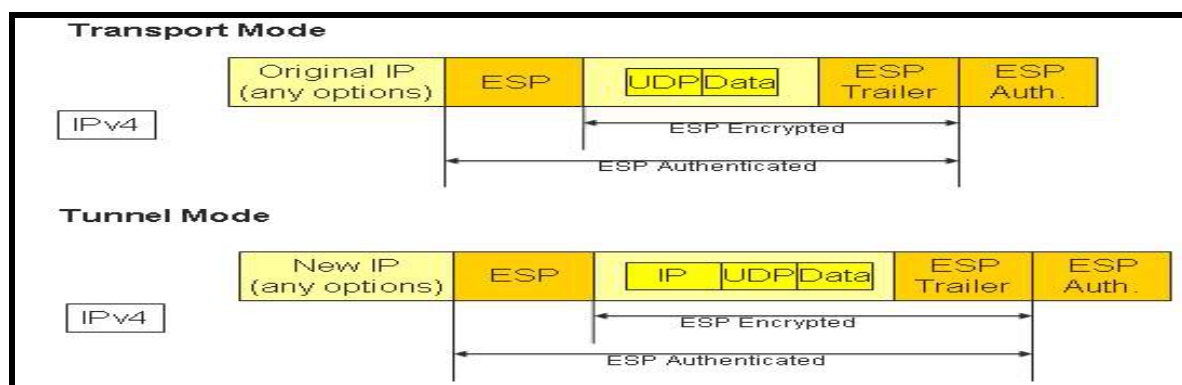 Transport Mode
Original IP (any options) ESP UDP Data ESP Trailer ESP Auth.
IPv4
ESP Encrypted
ESP Authenticated
Tunnel Mode
New IP (any options) ESP IP UDP Data ESP Trailer ESP Auth.
IPv4
ESP Encrypted
ESP Authenticated